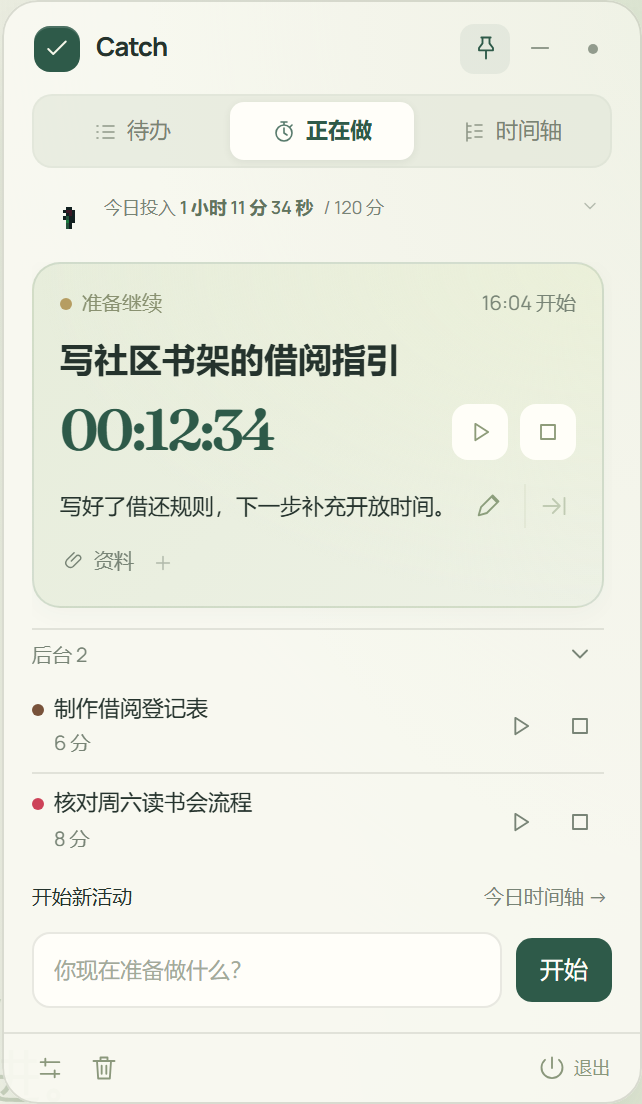 Catch
待办
正在做
时间轴
今日投入 1 小时 11 分 34 秒 / 120 分
准备继续
16:04 开始
写社区书架的借阅指引
00:12:34
写好了借还规则，下一步补充开放时间。
资料 +
后台 2
制作借阅登记表
6 分
核对周六读书会流程
8 分
开始新活动
今日时间轴 →
你现在准备做什么？
开始
退出